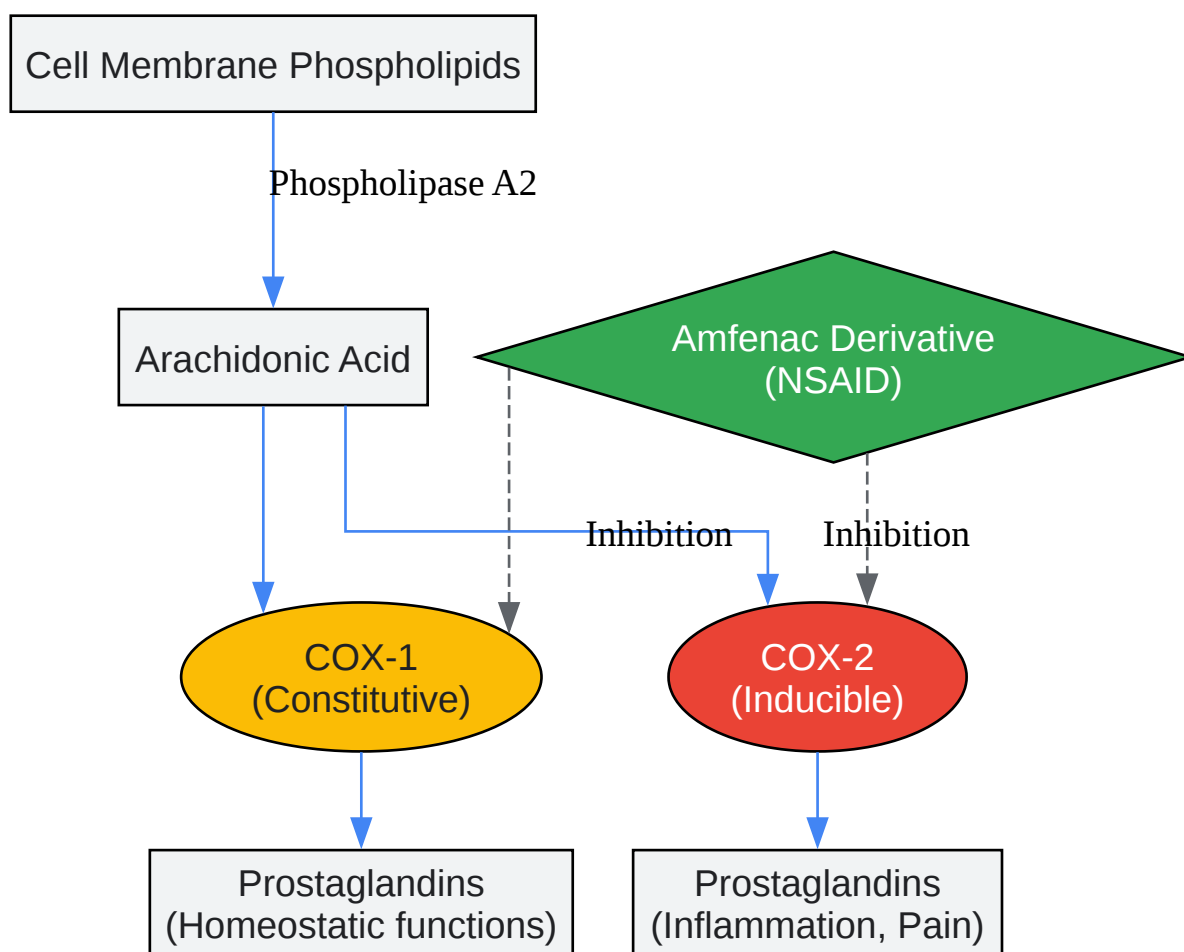 Cell Membrane Phospholipids
Phospholipase A2
Arachidonic Acid
Amfenac Derivative
(NSAID)
Inhibition
Inhibition
COX-1
(Constitutive)
COX-2
(Inducible)
Prostaglandins
(Homeostatic functions)
Prostaglandins
(Inflammation, Pain)